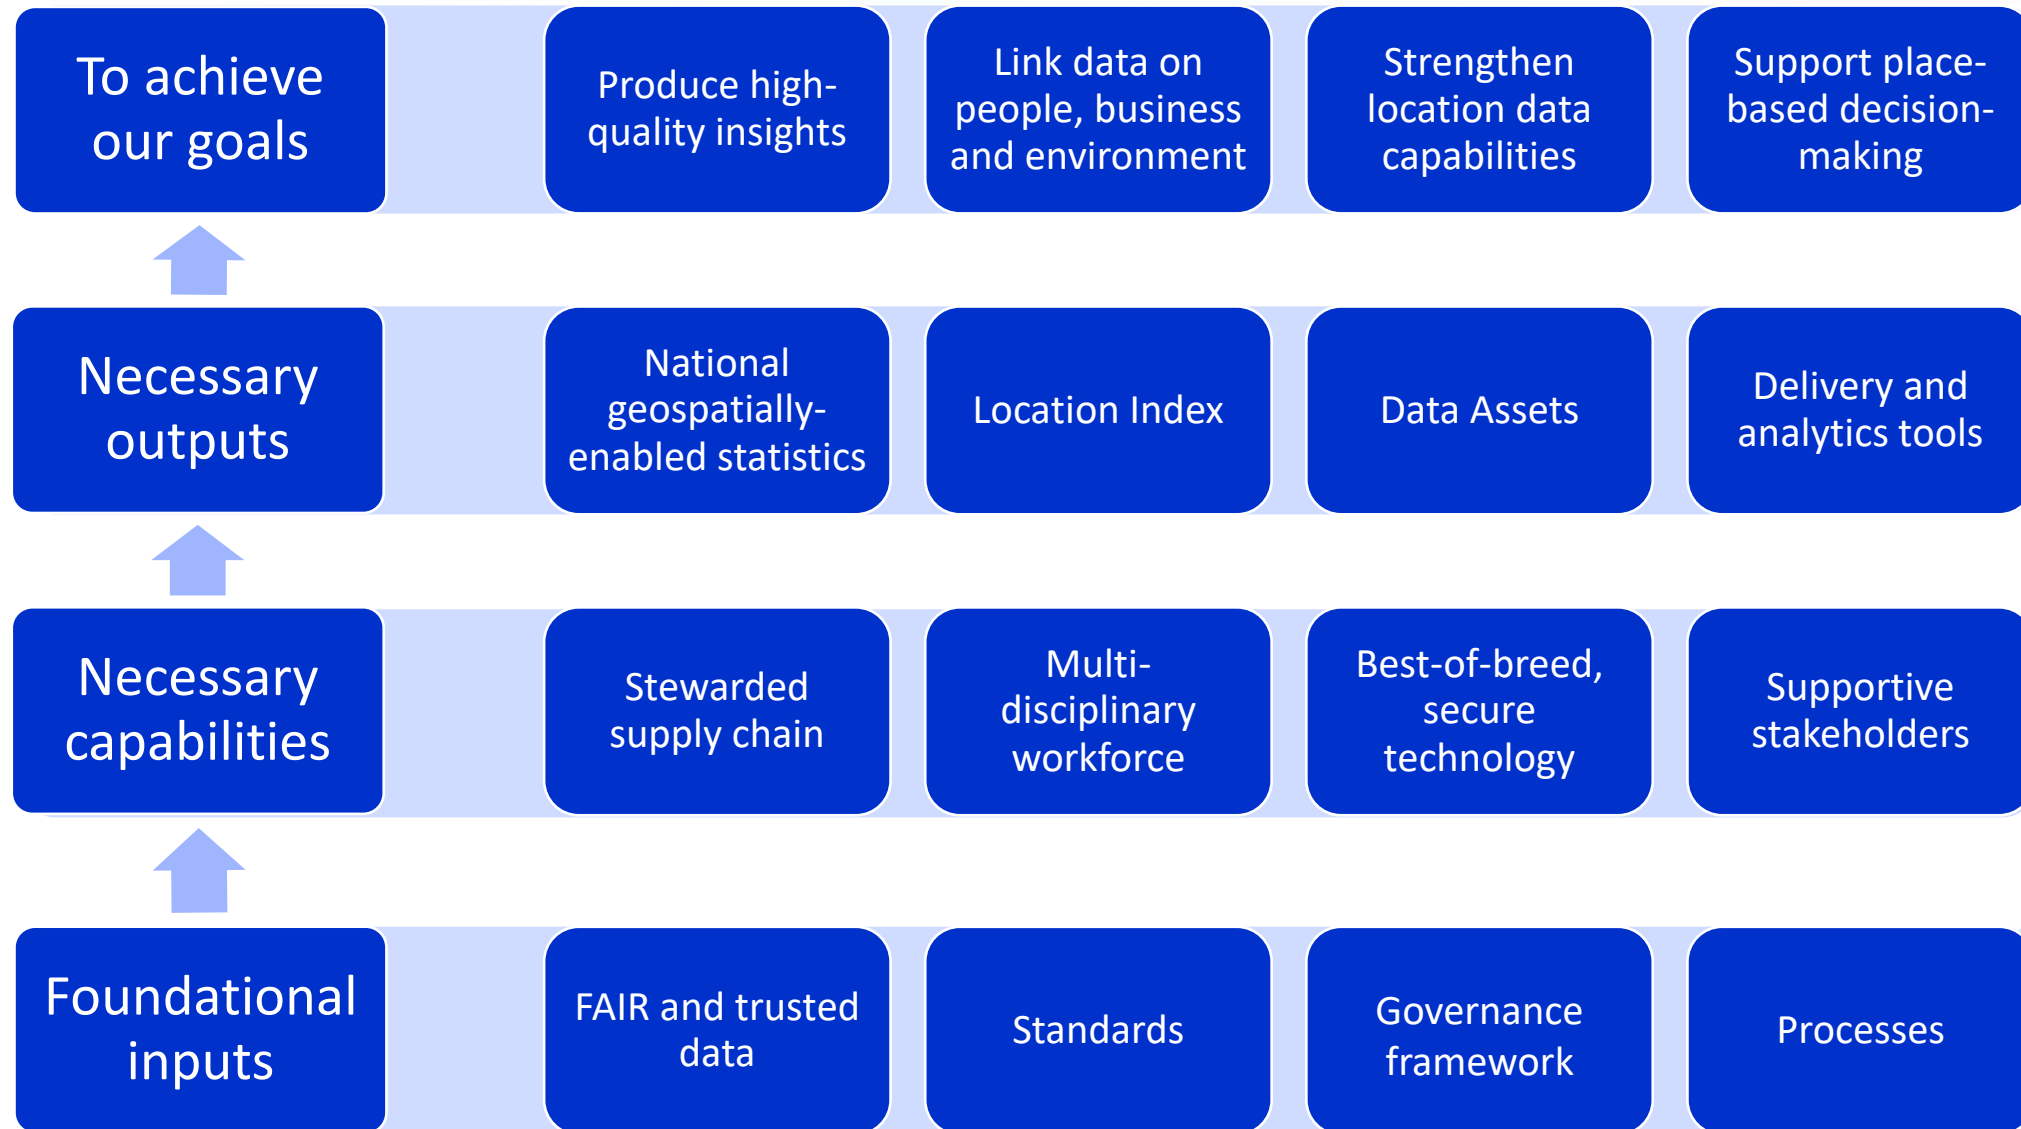 To achieve
our goals
Produce high-
quality insights
Link data on
people, business
and environment
Strengthen
location data
capabilities
Support place-
based decision-
making
Necessary
outputs
National
geospatially-
enabled statistics
Location Index
Data Assets
Delivery and
analytics tools
Necessary
capabilities
Stewarded
supply chain
Multi-
disciplinary
workforce
Best-of-breed,
secure
technology
Supportive
stakeholders
Foundational
inputs
FAIR and trusted
data
Standards
Governance
framework
Processes